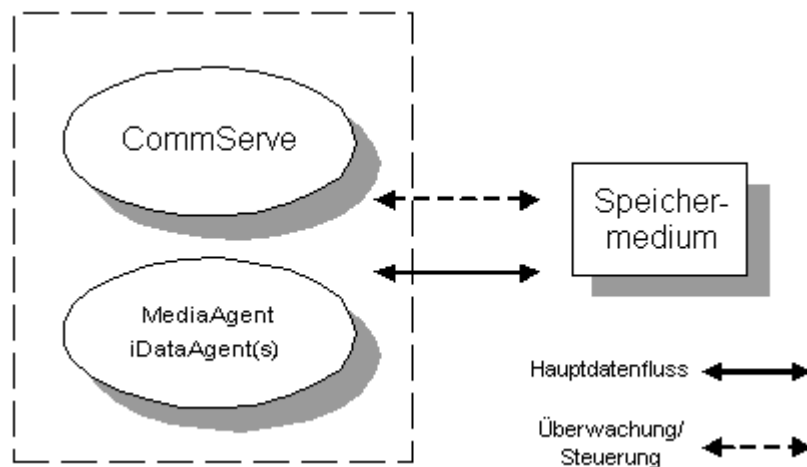 CommServe
MediaAgent
iDataAgent(s)
Speicher-
medium
Hauptdatenfluss
Überwachung/
Steuerung